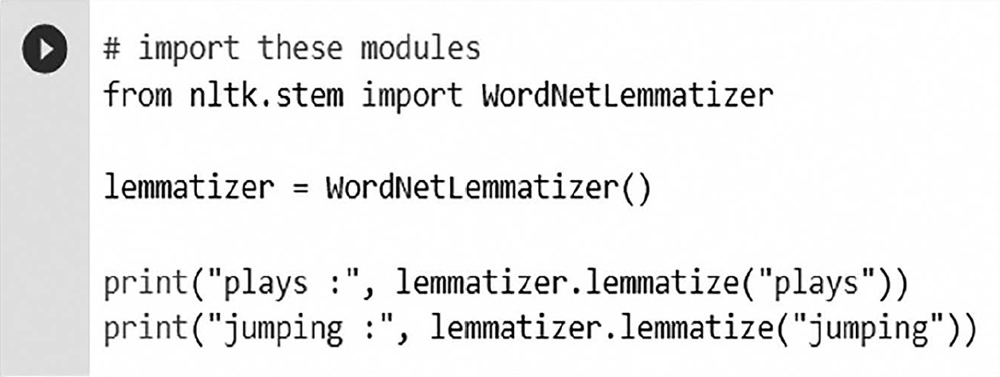 # import these modules
from nltk.stem import WordNetLemmatizer
lemmatizer = WordNetLemmatizer()
print("plays :", lemmatizer.lemmatize("plays"))
print("jumping :", lemmatizer.lemmatize("jumping"))